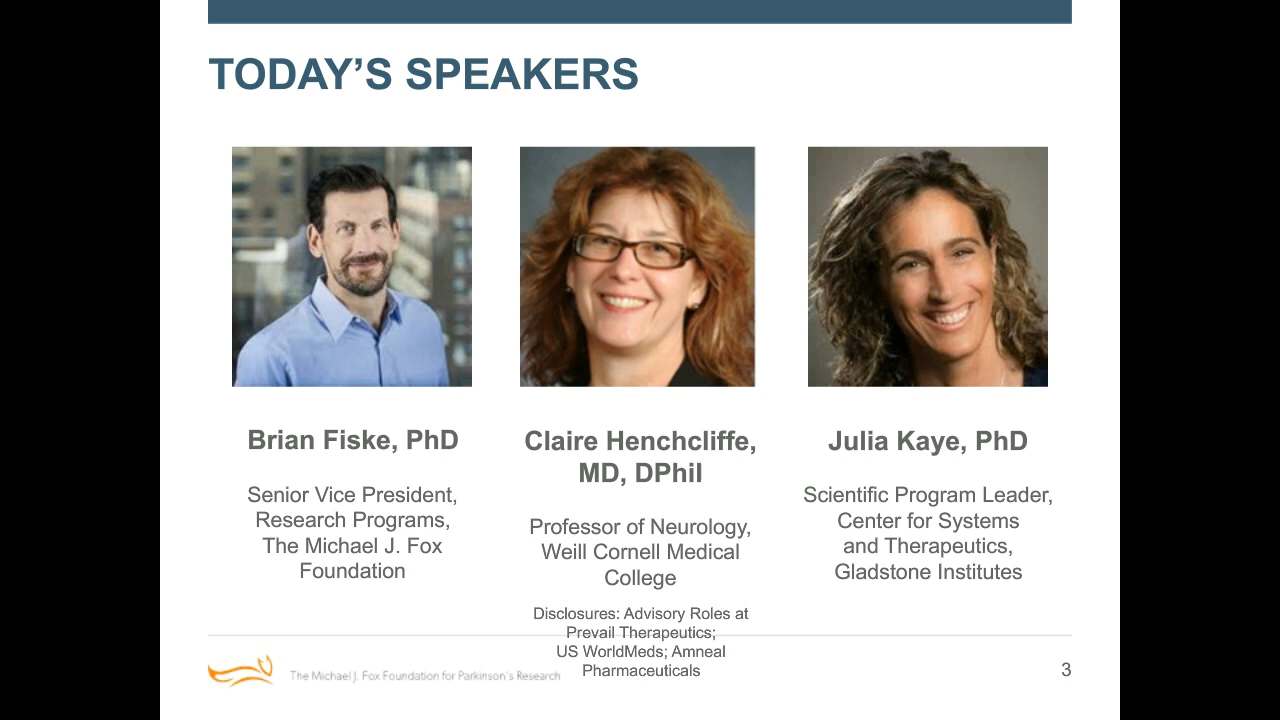 TODAY’S SPEAKERS
Brian Fiske, PhD
Senior Vice President,
Research Programs,
The Michael J. Fox
Foundation
Claire Henchcliffe,
MD, DPhil
Professor of Neurology,
Weill Cornell Medical
College
Disclosures: Advisory Roles at
Prevail Therapeutics;
US WorldMeds; Amneal
Pharmaceuticals
Julia Kaye, PhD
Scientific Program Leader,
Center for Systems
and Therapeutics,
Gladstone Institutes
The Michael J. Fox Foundation for Parkinson's Research
3